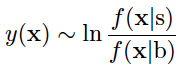 y(x) ∼ ln f(x|s) / f(x|b)